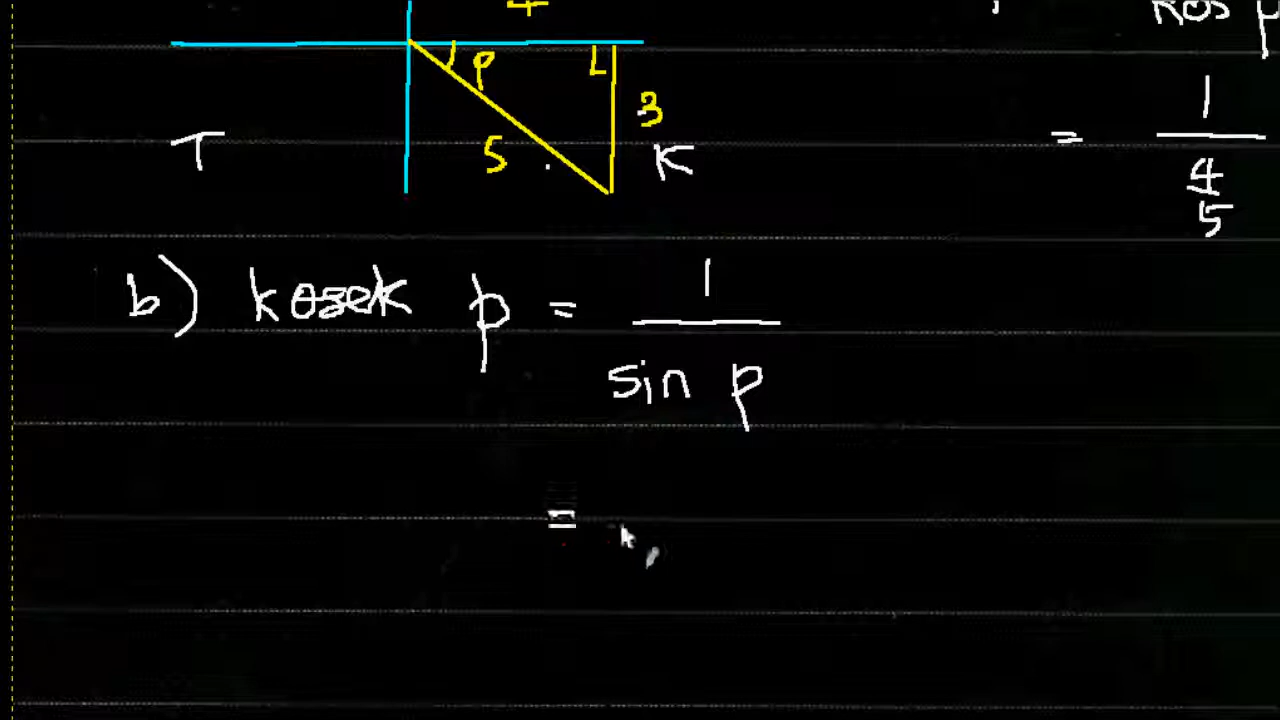 4
kos p
p
3
T
5
K
= 1
4
5
b) kosek p = 1
sin p
=